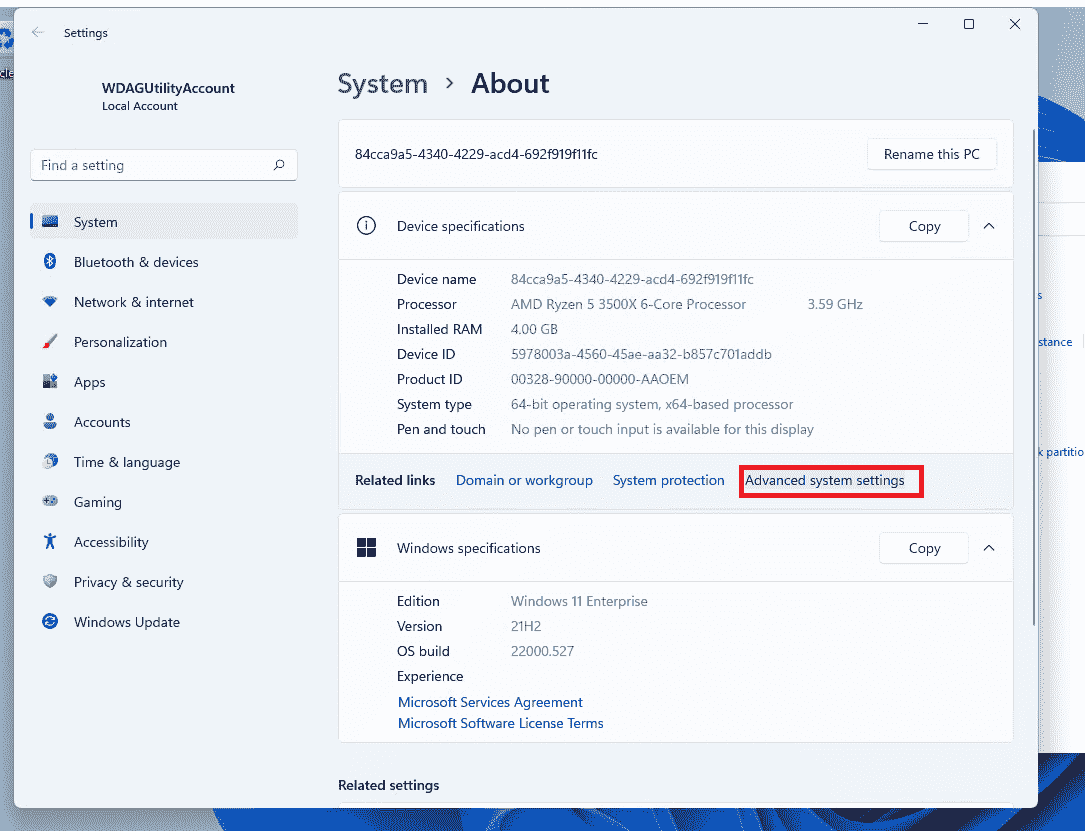 Settings
WDAGUtilityAccount
Local Account
Find a setting
System
Bluetooth & devices
Network & internet
Personalization
Apps
Accounts
Time & language
Gaming
Accessibility
Privacy & security
Windows Update
System > About
84cca9a5-4340-4229-acd4-692f919f11fc
Rename this PC
Device specifications
Copy
Device name 84cca9a5-4340-4229-acd4-692f919f11fc
Processor AMD Ryzen 5 3500X 6-Core Processor 3.59 GHz
Installed RAM 4.00 GB
Device ID 5978003a-4560-45ae-aa32-b857c701addb
Product ID 00328-90000-00000-AAOEM
System type 64-bit operating system, x64-based processor
Pen and touch No pen or touch input is available for this display
Related links Domain or workgroup System protection Advanced system settings
Windows specifications
Copy
Edition Windows 11 Enterprise
Version 21H2
OS build 22000.527
Experience
Microsoft Services Agreement
Microsoft Software License Terms
Related settings